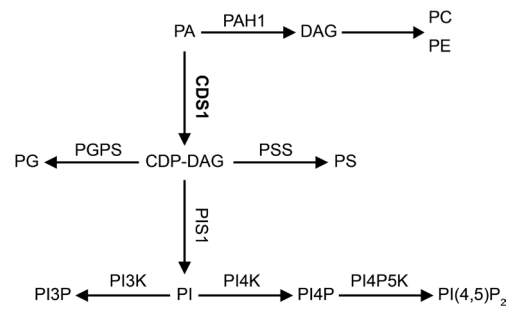 PA PAH1 DAG PC
PE
CDS1
PG PGPS CDP-DAG PSS PS
PIS1
PI3P PI3K PI PI4K PI4P PI4P5K PI(4,5)P₂